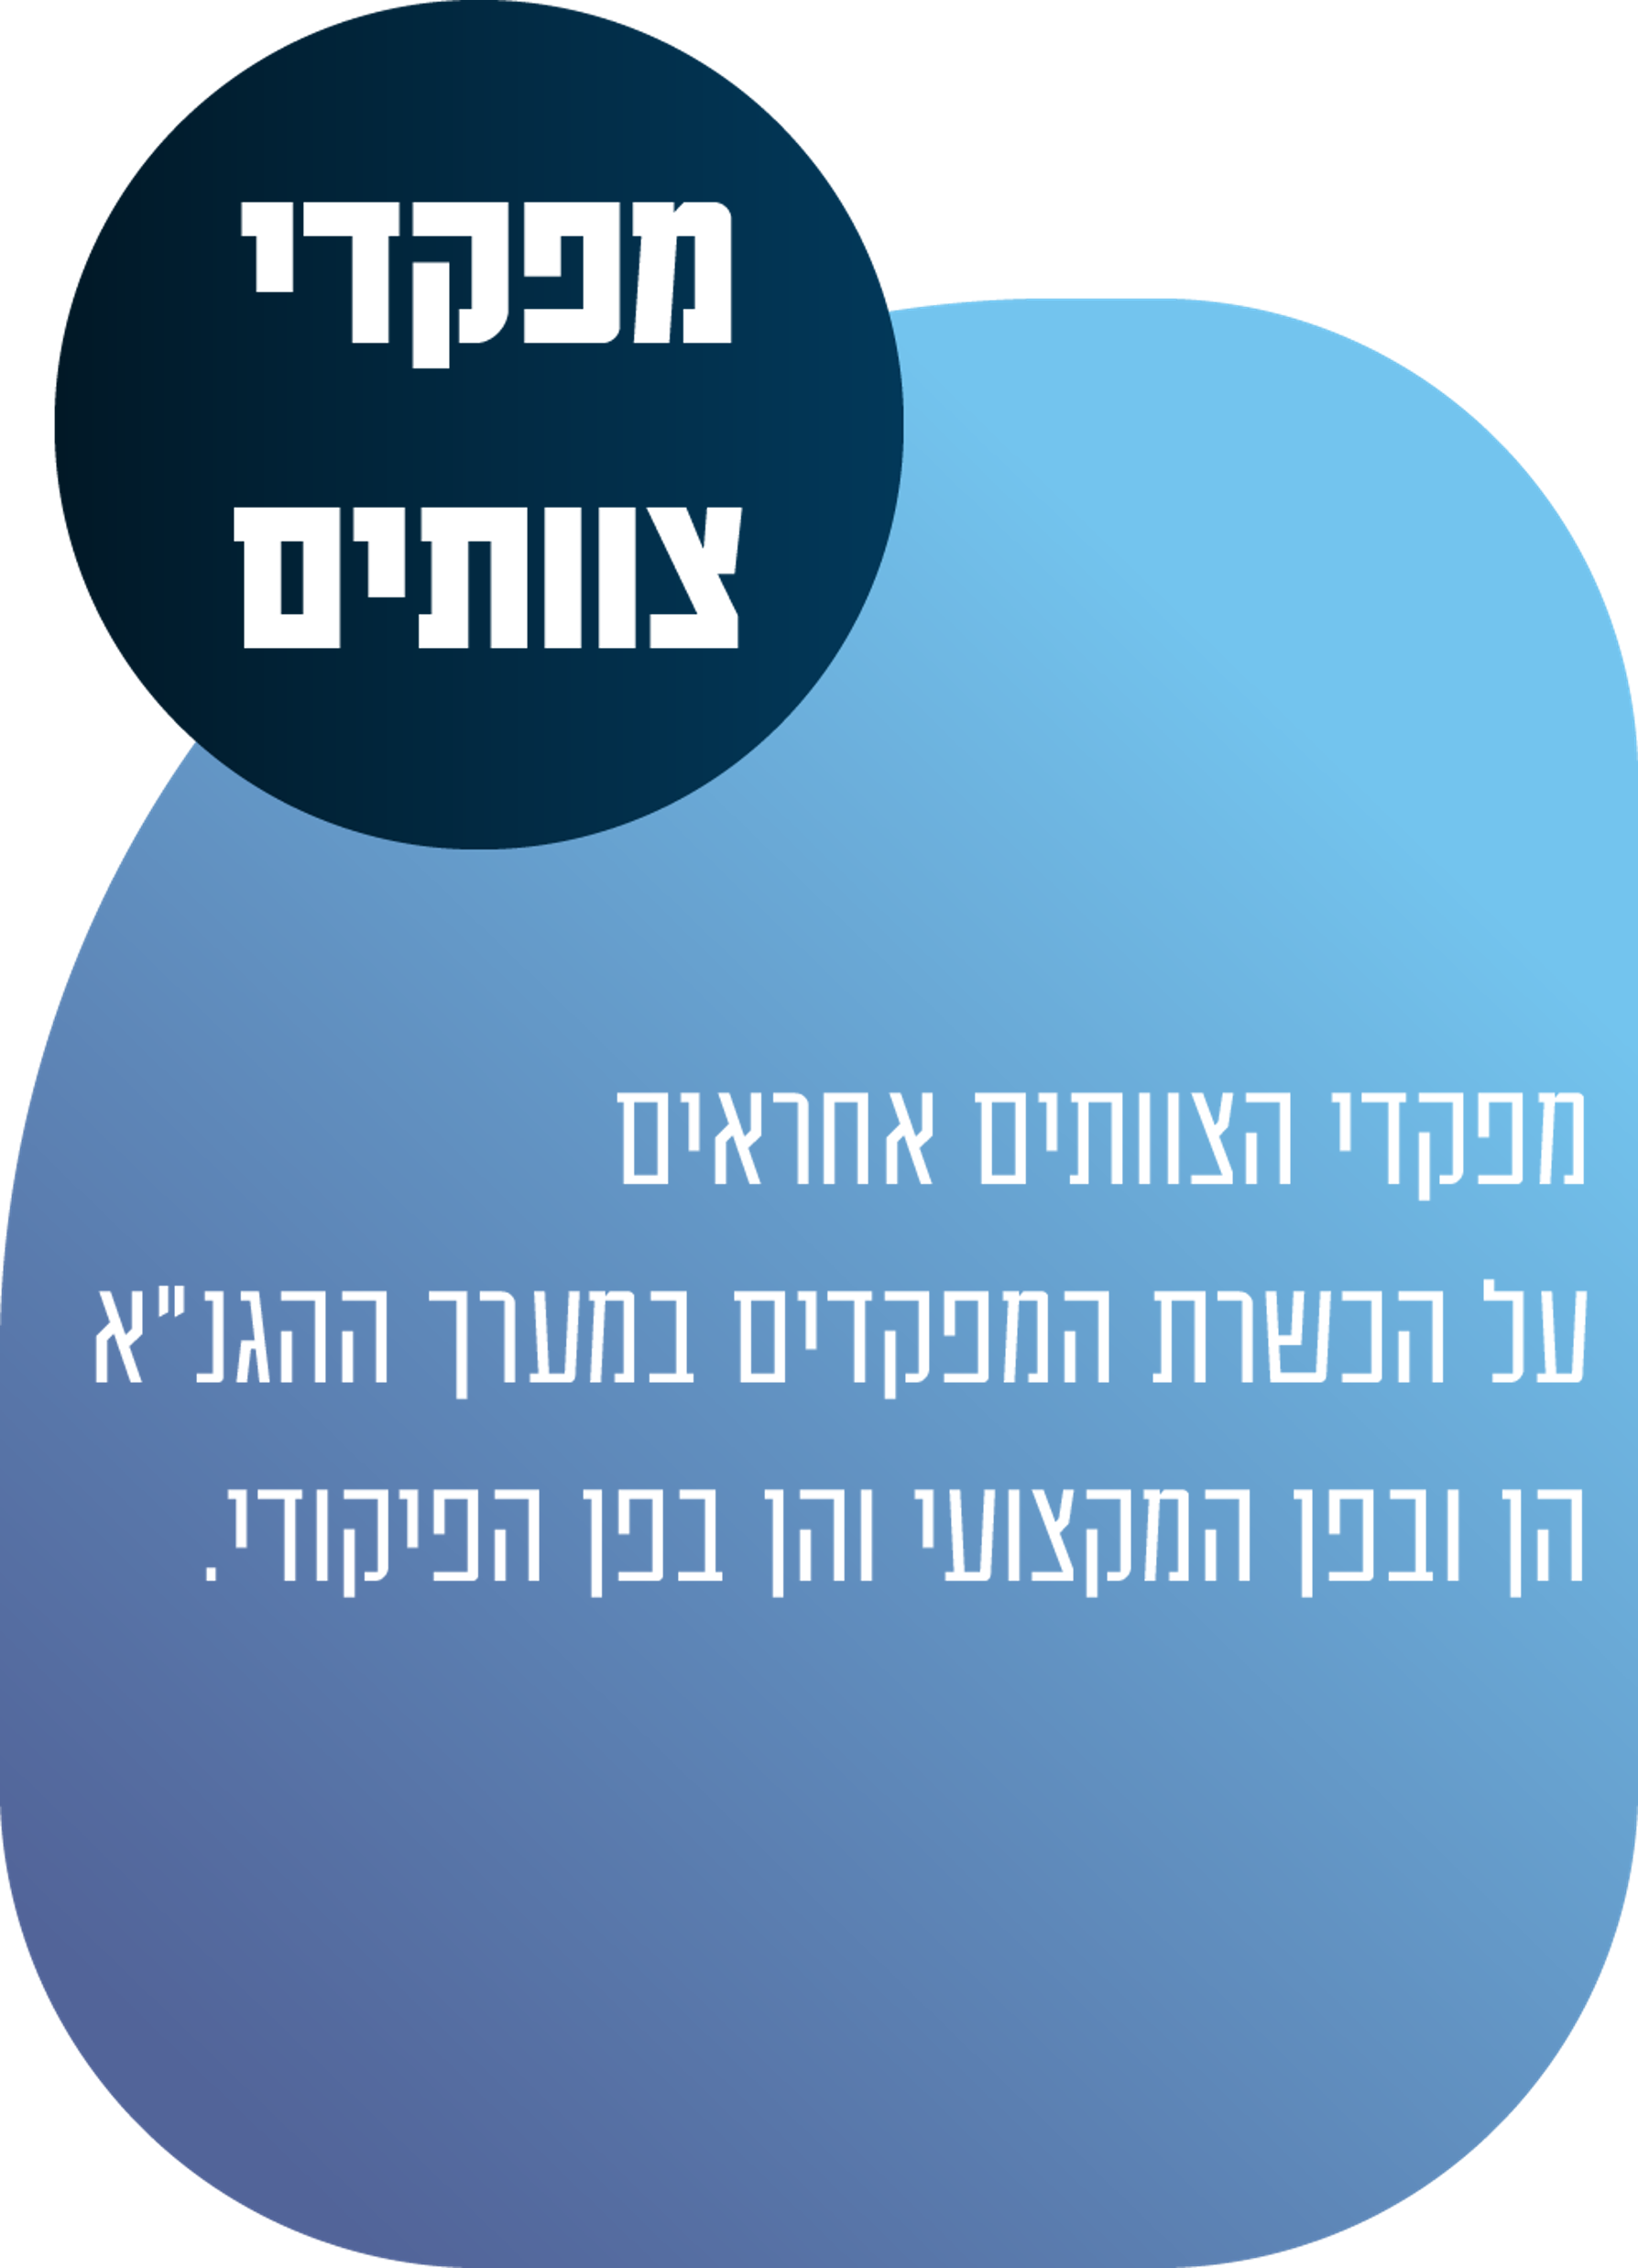 מפקדי
צוותים
מפקדי הצוותים אחראים
על הכשרת המפקדים במערך ההגנ"א
הן ובפן המקצועי והן בפן הפיקודי.